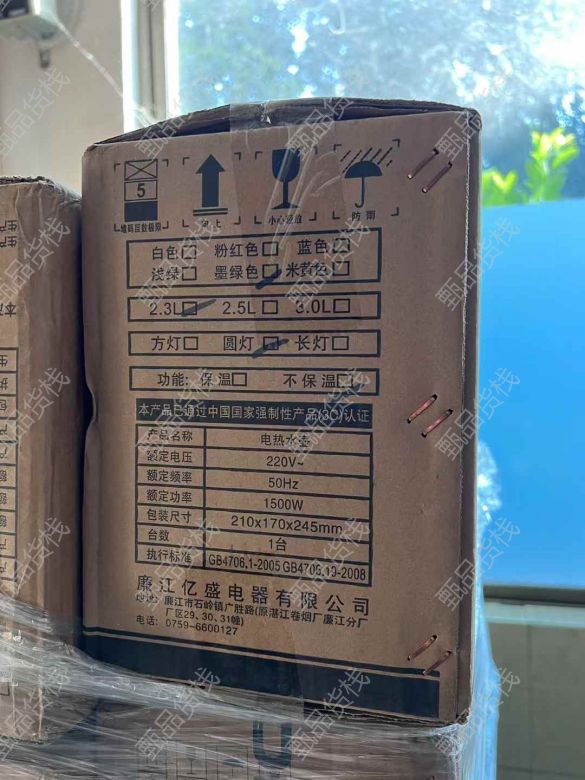 5
堆码层数极限 向上 小心轻放 防雨
白色□ 粉红色□ 蓝色□
浅绿□ 墨绿色□ 米黄色□
2.3L□ 2.5L□ 3.0L□
方灯□ 圆灯□ 长灯□
功能: 保温□ 不保温□
本产品已通过中国国家强制性产品(3C)认证
产品名称 电热水壶
额定电压 220V~
额定频率 50Hz
额定功率 1500W
包装尺寸 210x170x245mm
台数 1台
执行标准 GB4706.1-2005 GB4706.19-2008
廉江亿盛电器有限公司
地址: 廉江市石岭镇广胜路(原湛江卷烟厂廉江分厂
厂区29、30、31幢)
电话: 0759-6600127
甄品货栈